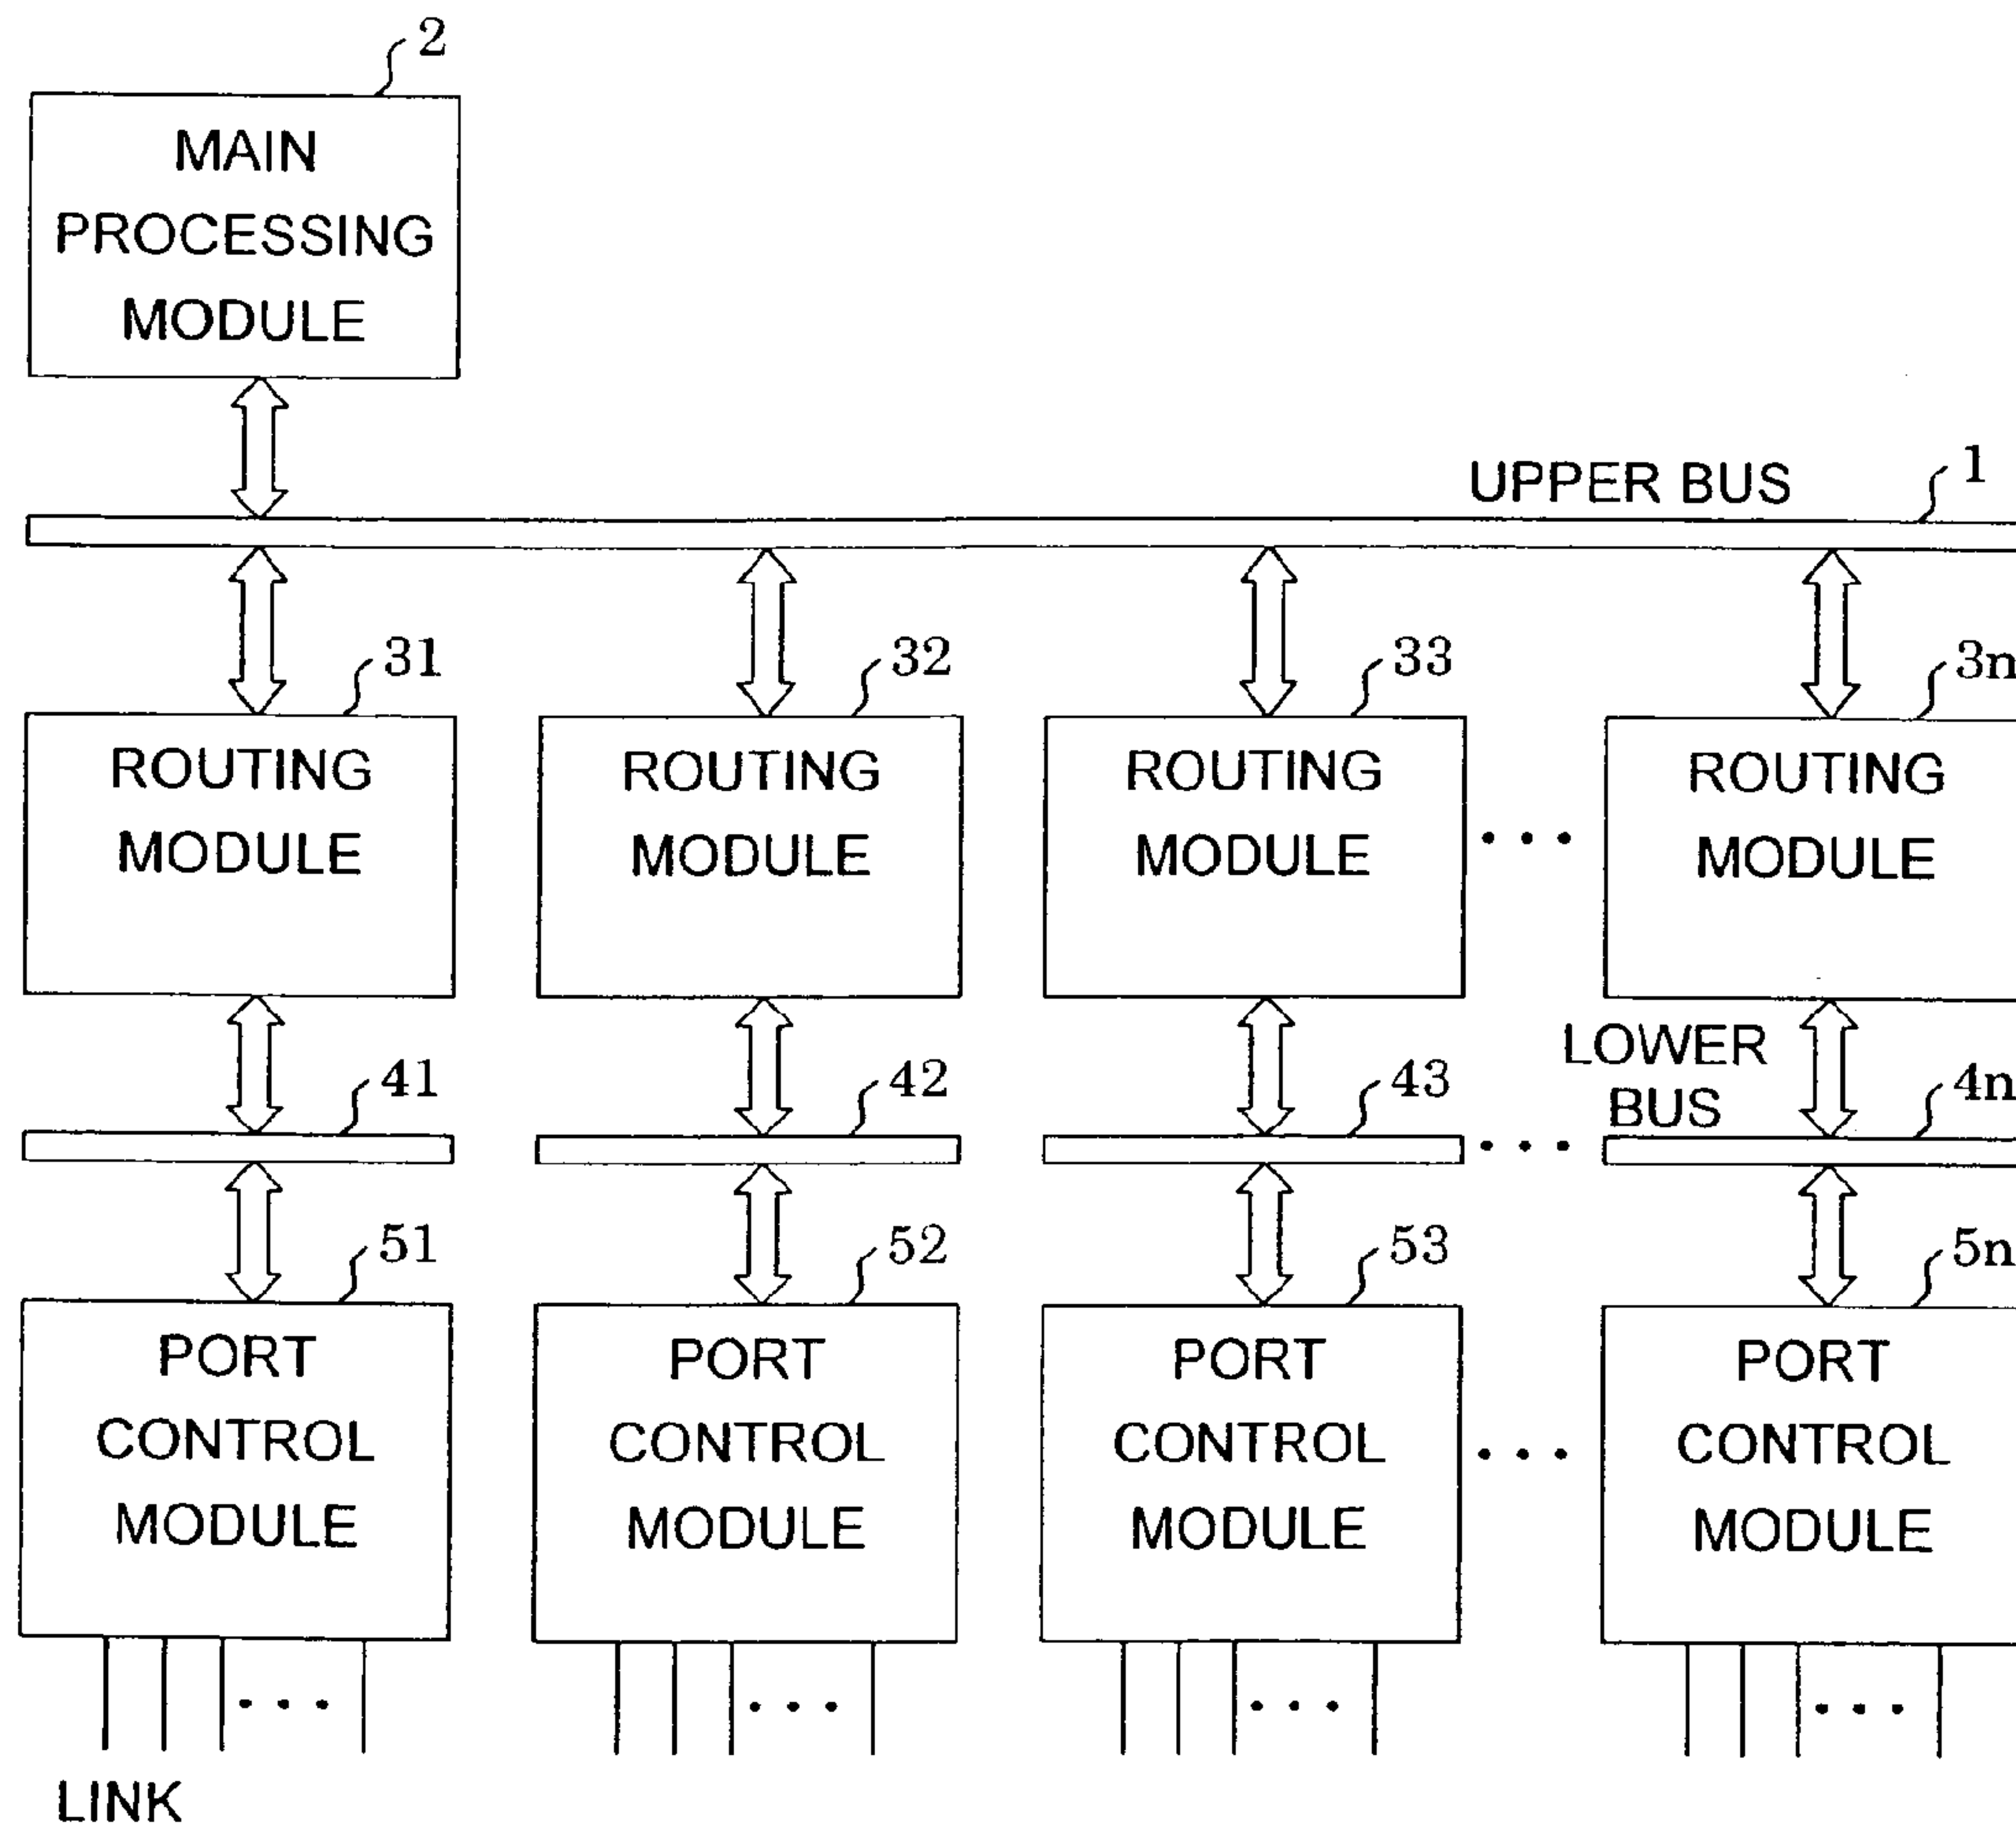 2
MAIN
PROCESSING
MODULE
UPPER BUS
1
31
32
33
3n
ROUTING
MODULE
ROUTING
MODULE
ROUTING
MODULE
...
ROUTING
MODULE
LOWER
BUS
41
42
43
...
4n
51
52
53
5n
PORT
CONTROL
MODULE
PORT
CONTROL
MODULE
PORT
CONTROL
MODULE
...
PORT
CONTROL
MODULE
...
...
...
...
LINK